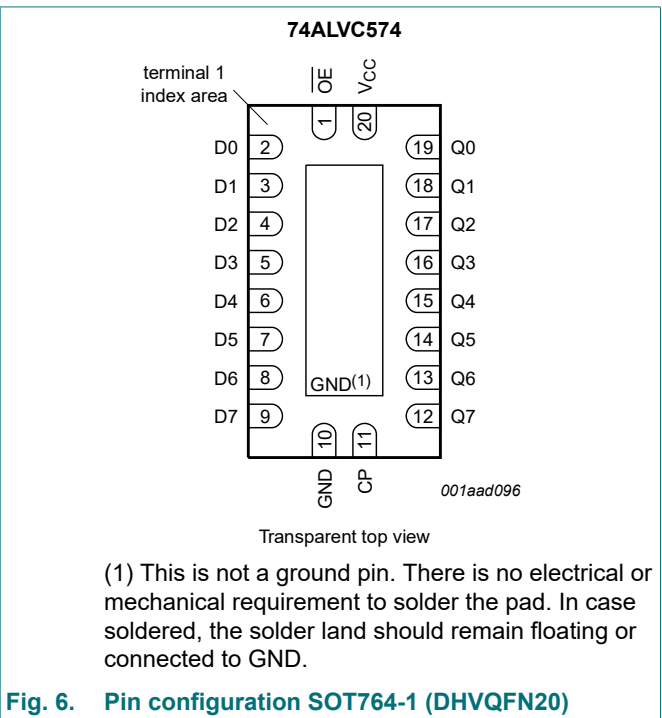 74ALVC574
terminal 1
index area
OE
VCC
1
20
D0 2 19 Q0
D1 3 18 Q1
D2 4 17 Q2
D3 5 16 Q3
D4 6 15 Q4
D5 7 14 Q5
D6 8 13 Q6
GND(1)
D7 9 12 Q7
10
11
GND
CP
001aad096
Transparent top view
(1) This is not a ground pin. There is no electrical or
mechanical requirement to solder the pad. In case
soldered, the solder land should remain floating or
connected to GND.
Fig. 6. Pin configuration SOT764-1 (DHVQFN20)